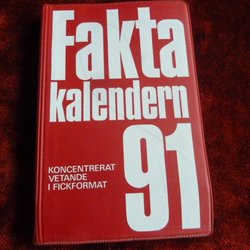 Fakta
kalendern
91
KONCENTRERAT
VETANDE
I FICKFORMAT